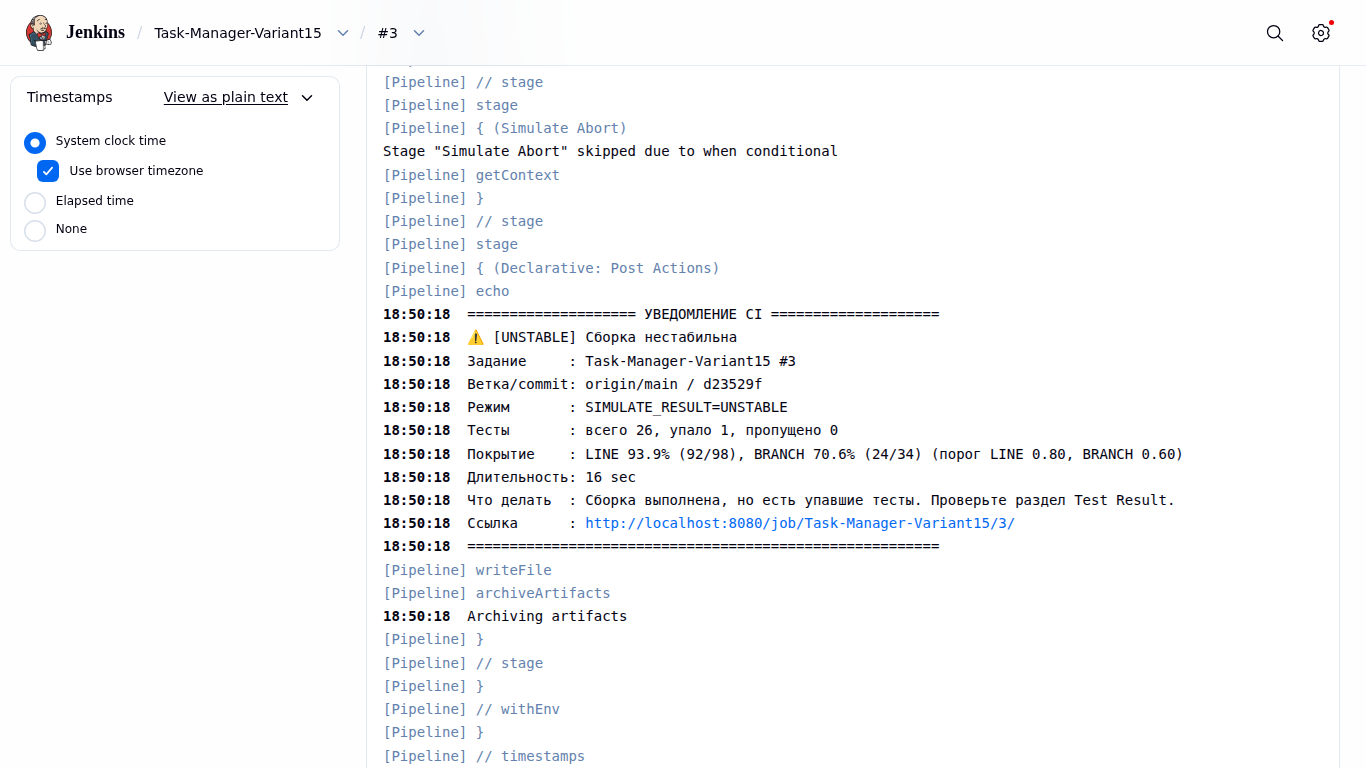 Jenkins / Task-Manager-Variant15 / #3
Timestamps View as plain text
System clock time
Use browser timezone
Elapsed time
None
[Pipeline] // stage
[Pipeline] stage
[Pipeline] { (Simulate Abort)
Stage "Simulate Abort" skipped due to when conditional
[Pipeline] getContext
[Pipeline] }
[Pipeline] // stage
[Pipeline] stage
[Pipeline] { (Declarative: Post Actions)
[Pipeline] echo
18:50:18 ==================== УВЕДОМЛЕНИЕ CI ====================
18:50:18 ⚠️ [UNSTABLE] Сборка нестабильна
18:50:18 Задание : Task-Manager-Variant15 #3
18:50:18 Ветка/commit: origin/main / d23529f
18:50:18 Режим : SIMULATE_RESULT=UNSTABLE
18:50:18 Тесты : всего 26, упало 1, пропущено 0
18:50:18 Покрытие : LINE 93.9% (92/98), BRANCH 70.6% (24/34) (порог LINE 0.80, BRANCH 0.60)
18:50:18 Длительность: 16 sec
18:50:18 Что делать : Сборка выполнена, но есть упавшие тесты. Проверьте раздел Test Result.
18:50:18 Ссылка : http://localhost:8080/job/Task-Manager-Variant15/3/
18:50:18 ========================================================
[Pipeline] writeFile
[Pipeline] archiveArtifacts
18:50:18 Archiving artifacts
[Pipeline] }
[Pipeline] // stage
[Pipeline] }
[Pipeline] // withEnv
[Pipeline] }
[Pipeline] // timestamps